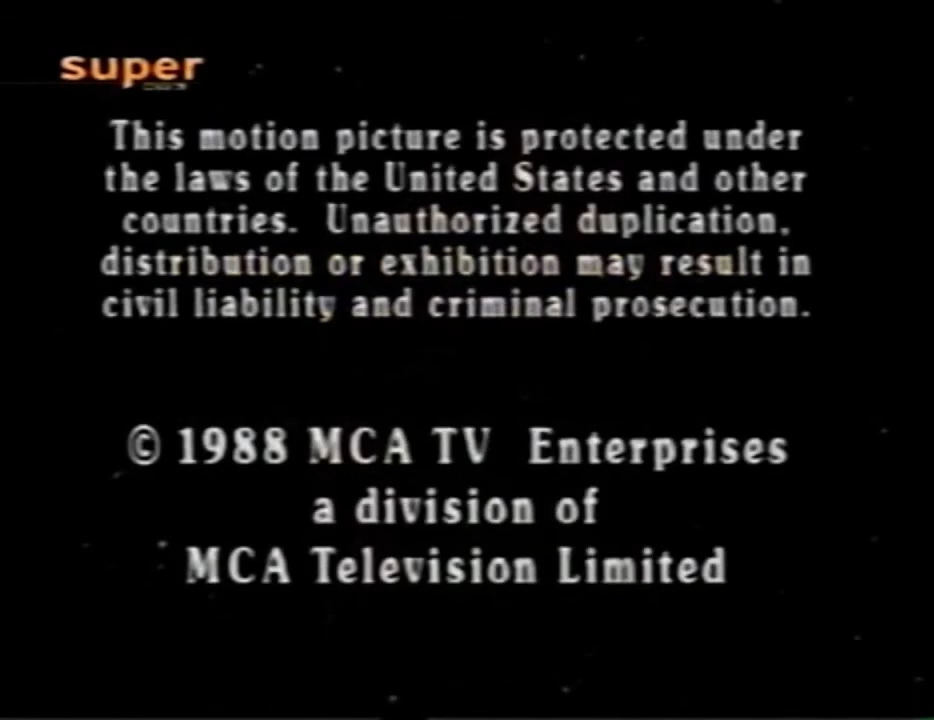 super
This motion picture is protected under
the laws of the United States and other
countries. Unauthorized duplication,
distribution or exhibition may result in
civil liability and criminal prosecution.
© 1988 MCA TV Enterprises
a division of
MCA Television Limited